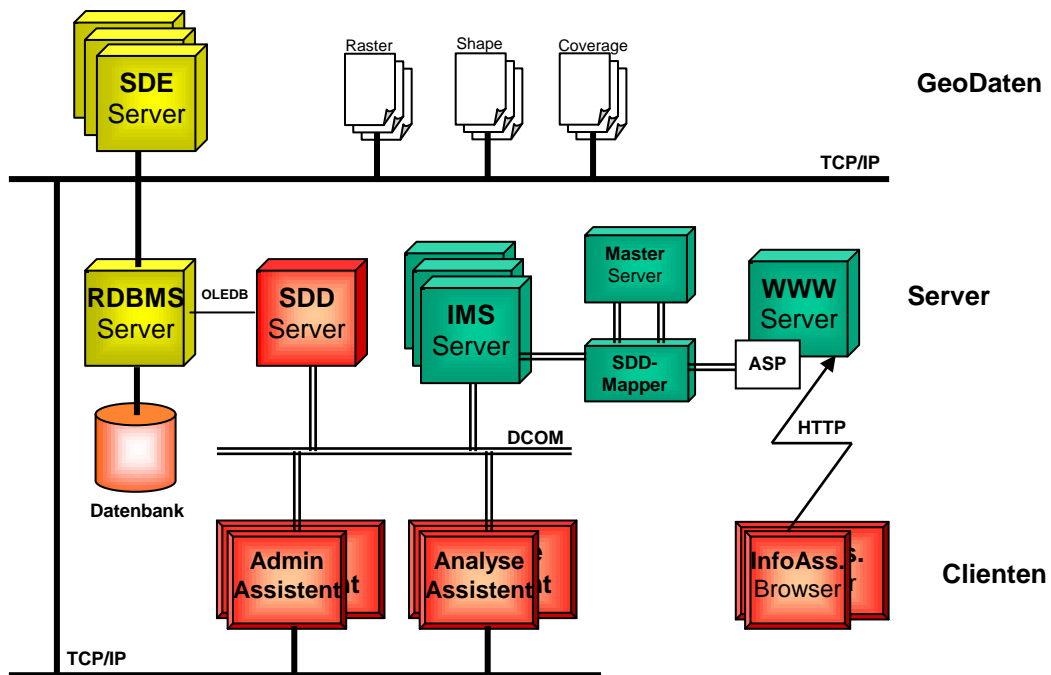 Raster
Shape
Coverage
SDE
Server
GeoDaten
TCP/IP
RDBMS
Server
OLEDB
SDD
Server
IMS
Server
Master
Server
SDD-
Mapper
WWW
Server
ASP
Server
HTTP
DCOM
Datenbank
Admin
Assistent
t
Analyse
Assistent
e
nt
InfoAss.
Browser
s.
r
Clienten
TCP/IP